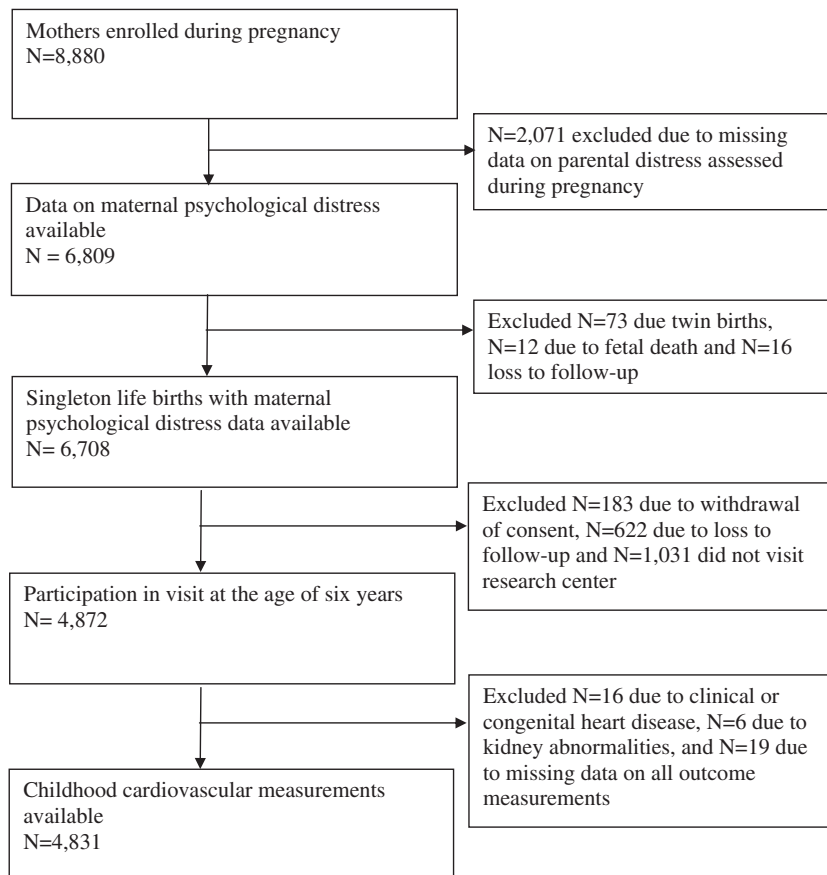 Mothers enrolled during pregnancy
N=8,880
N=2,071 excluded due to missing
data on parental distress assessed
during pregnancy
Data on maternal psychological distress
available
N = 6,809
Excluded N=73 due twin births,
N=12 due to fetal death and N=16
loss to follow-up
Singleton life births with maternal
psychological distress data available
N= 6,708
Excluded N=183 due to withdrawal
of consent, N=622 due to loss to
follow-up and N=1,031 did not visit
research center
Participation in visit at the age of six years
N= 4,872
Excluded N=16 due to clinical or
congenital heart disease, N=6 due to
kidney abnormalities, and N=19 due
to missing data on all outcome
measurements
Childhood cardiovascular measurements
available
N=4,831